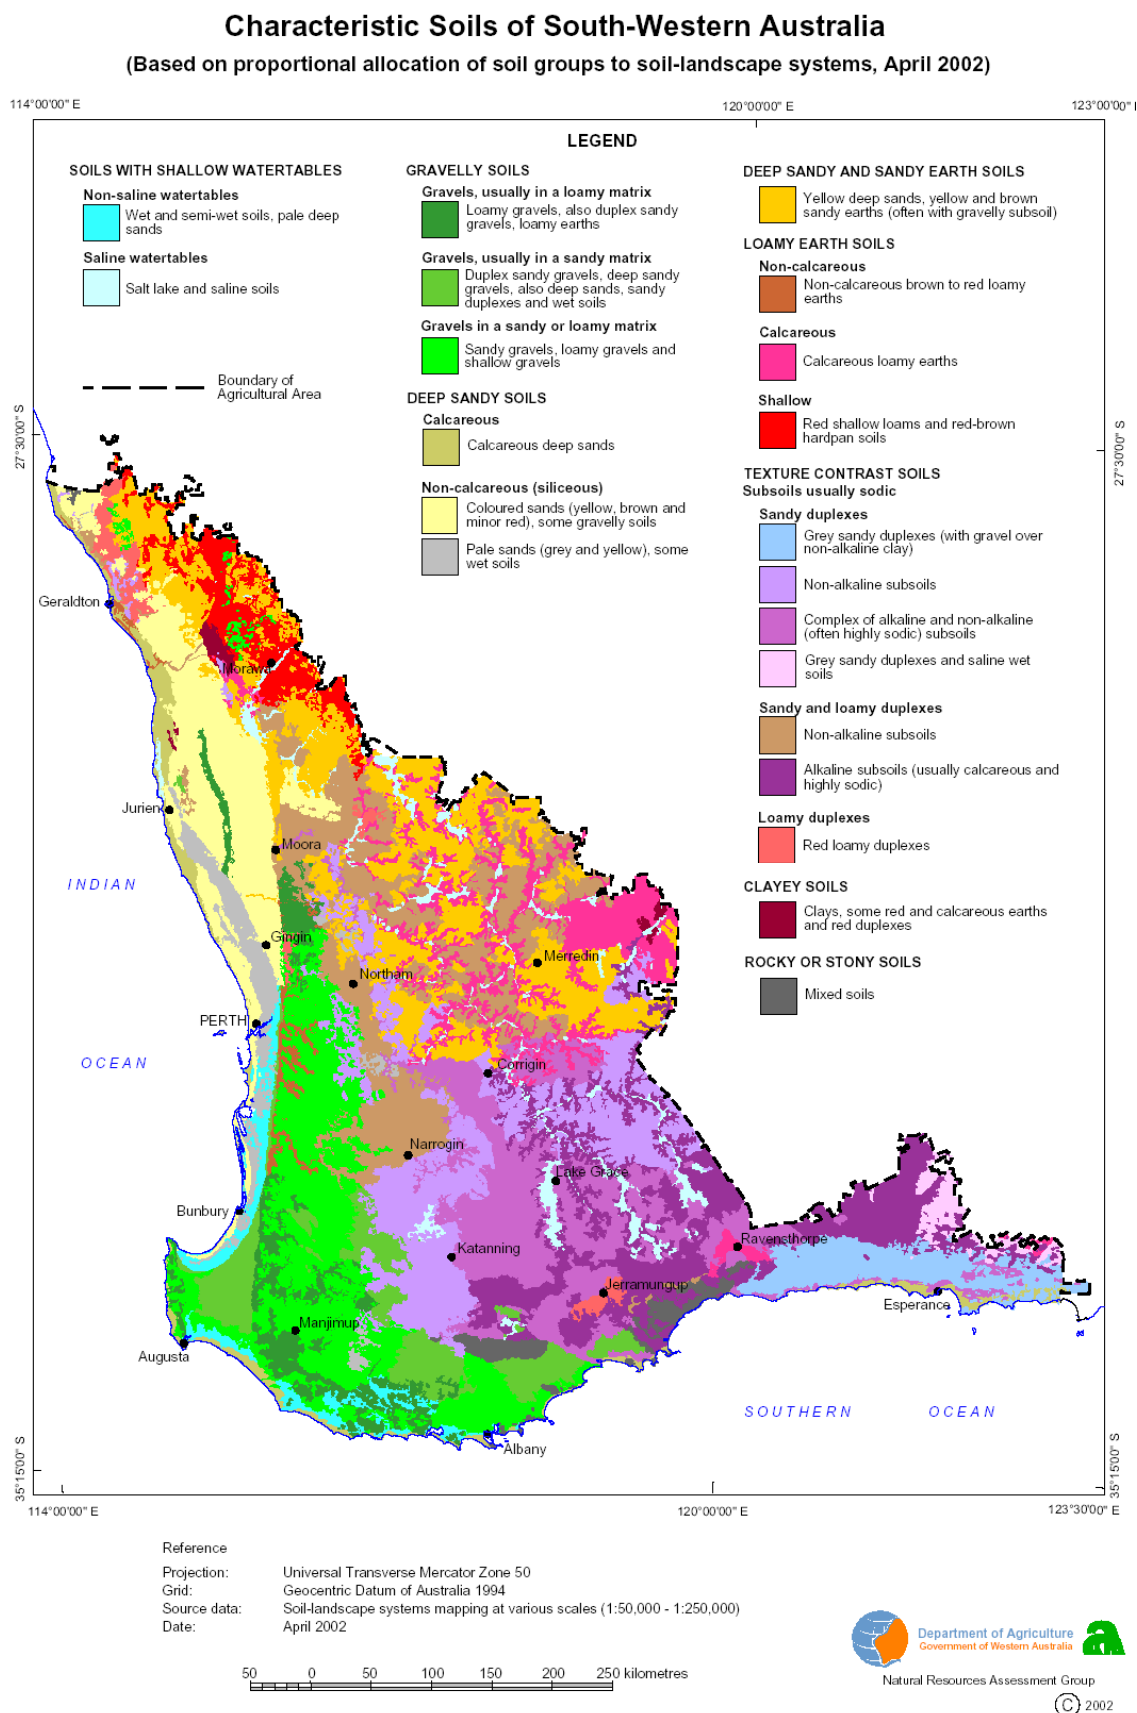 Characteristic Soils of South-Western Australia
(Based on proportional allocation of soil groups to soil-landscape systems, April 2002)
114°00'00" E
120°00'00" E
123°00'00" E
LEGEND
SOILS WITH SHALLOW WATERTABLES
Non-saline watertables
Wet and semi-wet soils, pale deep
sands
Saline watertables
Salt lake and saline soils
Boundary of
Agricultural Area
GRAVELLY SOILS
Gravels, usually in a loamy matrix
Loamy gravels, also duplex sandy
gravels, loamy earths
Gravels, usually in a sandy matrix
Duplex sandy gravels, deep sandy
gravels, also deep sands, sandy
duplexes and wet soils
Gravels in a sandy or loamy matrix
Sandy gravels, loamy gravels and
shallow gravels
DEEP SANDY SOILS
Calcareous
Calcareous deep sands
Non-calcareous (siliceous)
Coloured sands (yellow, brown and
minor red), some gravelly soils
Pale sands (grey and yellow), some
wet soils
DEEP SANDY AND SANDY EARTH SOILS
Yellow deep sands, yellow and brown
sandy earths (often with gravelly subsoil)
LOAMY EARTH SOILS
Non-calcareous
Non-calcareous brown to red loamy
earths
Calcareous
Calcareous loamy earths
Shallow
Red shallow loams and red-brown
hardpan soils
TEXTURE CONTRAST SOILS
Subsoils usually sodic
Sandy duplexes
Grey sandy duplexes (with gravel over
non-alkaline clay)
Non-alkaline subsoils
Complex of alkaline and non-alkaline
(often highly sodic) subsoils
Grey sandy duplexes and saline wet
soils
Sandy and loamy duplexes
Non-alkaline subsoils
Alkaline subsoils (usually calcareous and
highly sodic)
Loamy duplexes
Red loamy duplexes
CLAYEY SOILS
Clays, some red and calcareous earths
and red duplexes
ROCKY OR STONY SOILS
Mixed soils
27°30'00" S
27°30'00" S
Geraldton
Morawa
Jurien
Moora
INDIAN
Gingin
Merredin
Northam
PERTH
OCEAN
Corrigin
Narrogin
Lake Grace
Bunbury
Katanning
Ravensthorpe
Jerramungup
Esperance
Manjimup
Augusta
SOUTHERN OCEAN
Albany
35°15'00" S
35°15'00" S
114°00'00" E
120°00'00" E
123°30'00" E
Reference
Projection: Universal Transverse Mercator Zone 50
Grid: Geocentric Datum of Australia 1994
Source data: Soil-landscape systems mapping at various scales (1:50,000 - 1:250,000)
Date: April 2002
50 0 50 100 150 200 250 kilometres
Department of Agriculture
Government of Western Australia
Natural Resources Assessment Group
© 2002